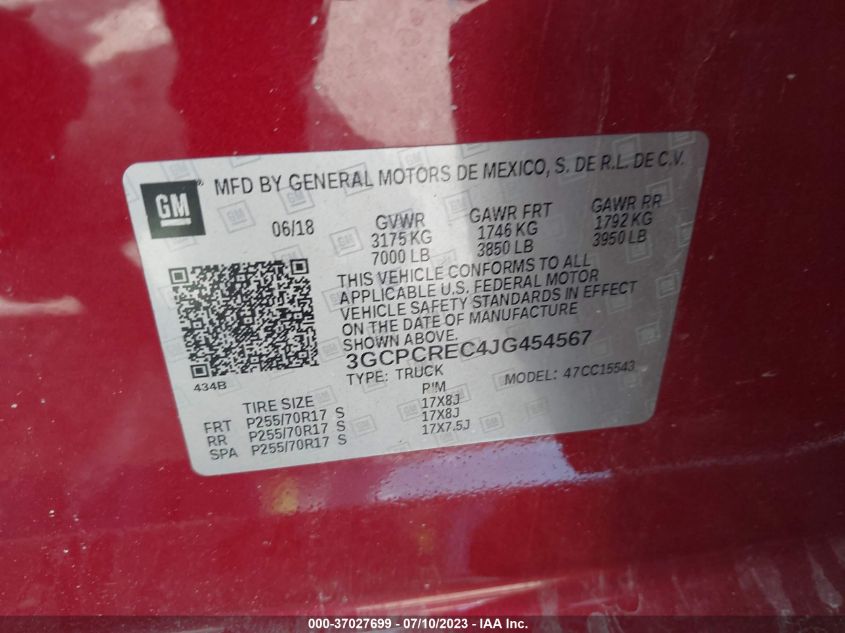 GM
MFD BY GENERAL MOTORS DE MEXICO, S. DE R.L. DE C.V.
06/18 GVWR GAWR FRT GAWR RR
3175 KG 1746 KG 1792 KG
7000 LB 3850 LB 3950 LB
THIS VEHICLE CONFORMS TO ALL
APPLICABLE U.S. FEDERAL MOTOR
VEHICLE SAFETY STANDARDS IN EFFECT
ON THE DATE OF MANUFACTURE
SHOWN ABOVE.
3GCPCREC4JG454567
434B TYPE: TRUCK MODEL: 47CC15543
TIRE SIZE RIM
FRT P255/70R17 S 17X8J
RR P255/70R17 S 17X8J
SPA P255/70R17 S 17X7.5J
000-37027699 - 07/10/2023 - IAA Inc.